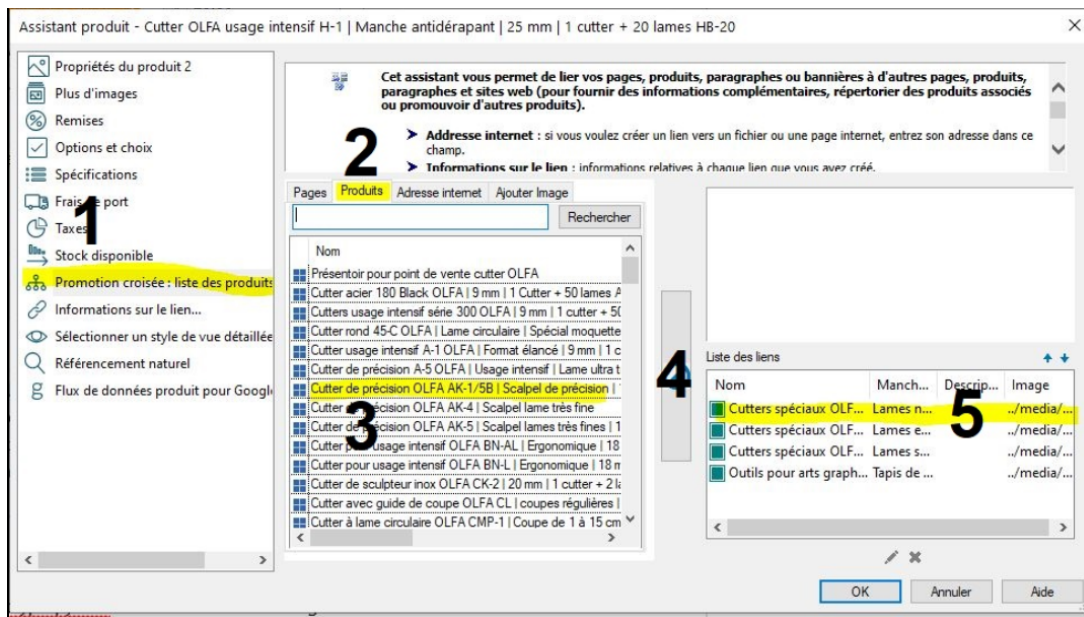 Assistant produit - Cutter OLFA usage intensif H-1 | Manche antidérapant | 25 mm | 1 cutter + 20 lames HB-20
Propriétés du produit 2
Plus d'images
Remises
Options et choix
Spécifications
Frais de port
Taxes
Stock disponible
Promotion croisée : liste des produits
Informations sur le lien...
Sélectionner un style de vue détaillée
Référencement naturel
Flux de données produit pour Googl
1
Cet assistant vous permet de lier vos pages, produits, paragraphes ou bannières à d'autres pages, produits,
paragraphes et sites web (pour fournir des informations complémentaires, répertorier des produits associés
ou promouvoir d'autres produits).
Addresse internet : si vous voulez créer un lien vers un fichier ou une page internet, entrez son adresse dans ce
champ.
Informations sur le lien : informations relatives à chaque lien que vous avez créé.
2
Pages Produits Adresse internet Ajouter Image
Rechercher
Nom
Présentoir pour point de vente cutter OLFA
Cutter acier 180 Black OLFA | 9 mm | 1 Cutter + 50 lames A
Cutters usage intensif série 300 OLFA | 9 mm | 1 cutter + 50
Cutter rond 45-C OLFA | Lame circulaire | Spécial moquette
Cutter usage intensif A-1 OLFA | Format élancé | 9 mm | 1 c
Cutter de précision A-5 OLFA | Usage intensif | Lame ultra t
Cutter de précision OLFA AK-1/5B | Scalpel de précision |
Cutter de précision OLFA AK-4 | Scalpel lame très fine
Cutter de précision OLFA AK-5 | Scalpel lames très fines | 1
Cutter pour usage intensif OLFA BN-AL | Ergonomique | 18
Cutter pour usage intensif OLFA BN-L | Ergonomique | 18 m
Cutter de sculpteur inox OLFA CK-2 | 20 mm | 1 cutter + 2 la
Cutter avec guide de coupe OLFA CL | coupes régulières |
Cutter à lame circulaire OLFA CMP-1 | Coupe de 1 à 15 cm
3
4
Liste des liens
Nom Manch... Descrip... Image
Cutters spéciaux OLF... Lames n... ../media/...
Cutters spéciaux OLF... Lames e... ../media/...
Cutters spéciaux OLF... Lames s... ../media/...
Outils pour arts graph... Tapis de ... ../media/...
5
OK Annuler Aide